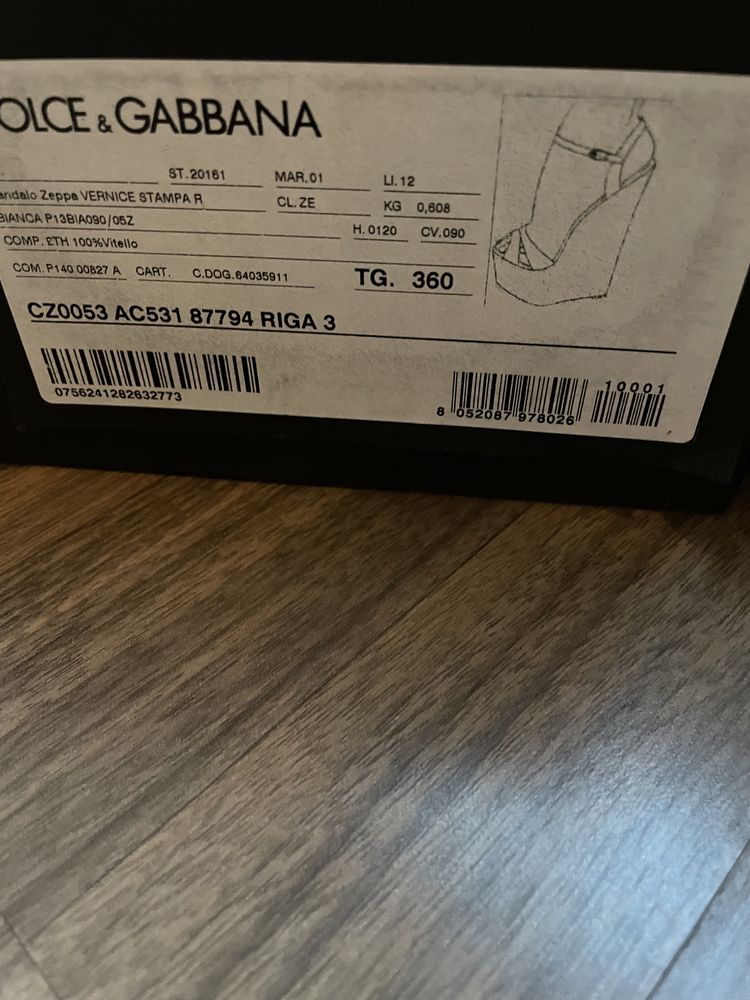 OLCE & GABBANA
ST.20161 MAR.01 LI.12
andalo Zeppa VERNICE STAMPA R CL.ZE KG 0,608
BIANCA P13BIA090/05Z H.0120 CV.090
COMP. ETH 100%Vitello
COM. P140 00827 A CART. C.DOG.64035911 TG. 360
CZ0053 AC531 87794 RIGA 3
0756241282632773
8 052087 978026 10001